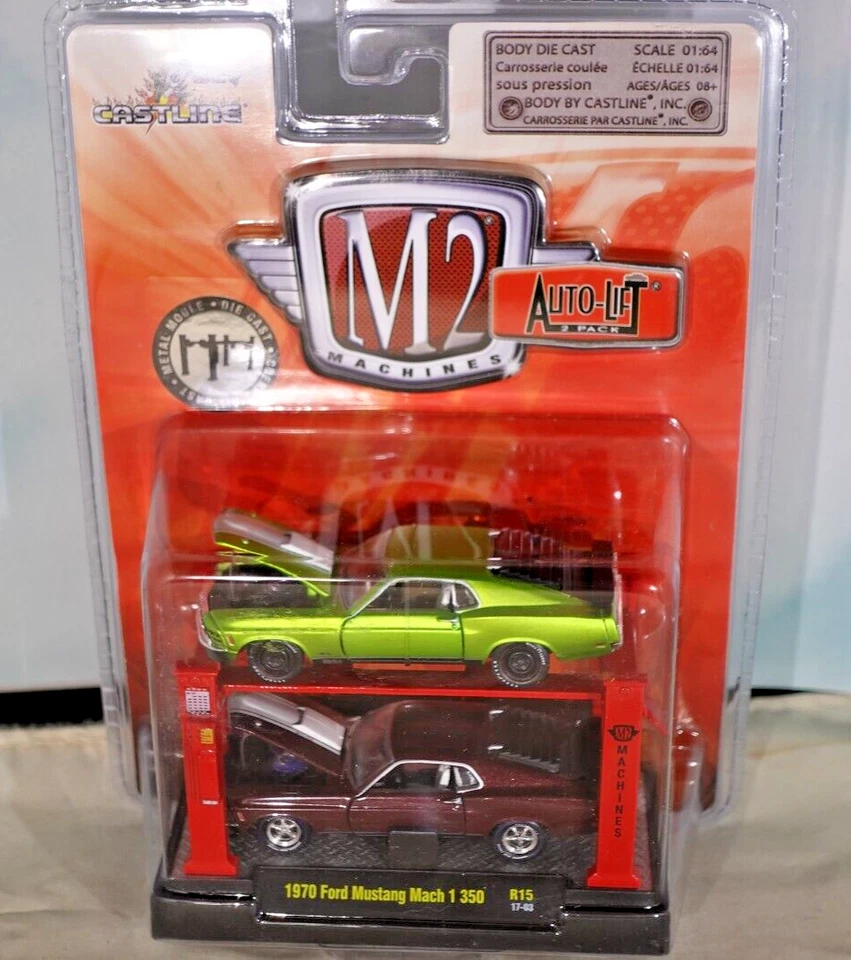 CASTLINE®
BODY DIE CAST SCALE 01:64
Carrosserie coulée ÉCHELLE 01:64
sous pression AGES/ÂGES 08+
BODY BY CASTLINE®, INC.
CARROSSERIE PAR CASTLINE®, INC.
M2®
MACHINES
AUTO-LIFT®
2 PACK
METAL MOULÉ • DIE CAST •
M2
MACHINES
1970 Ford Mustang Mach 1 350 R15
17-03